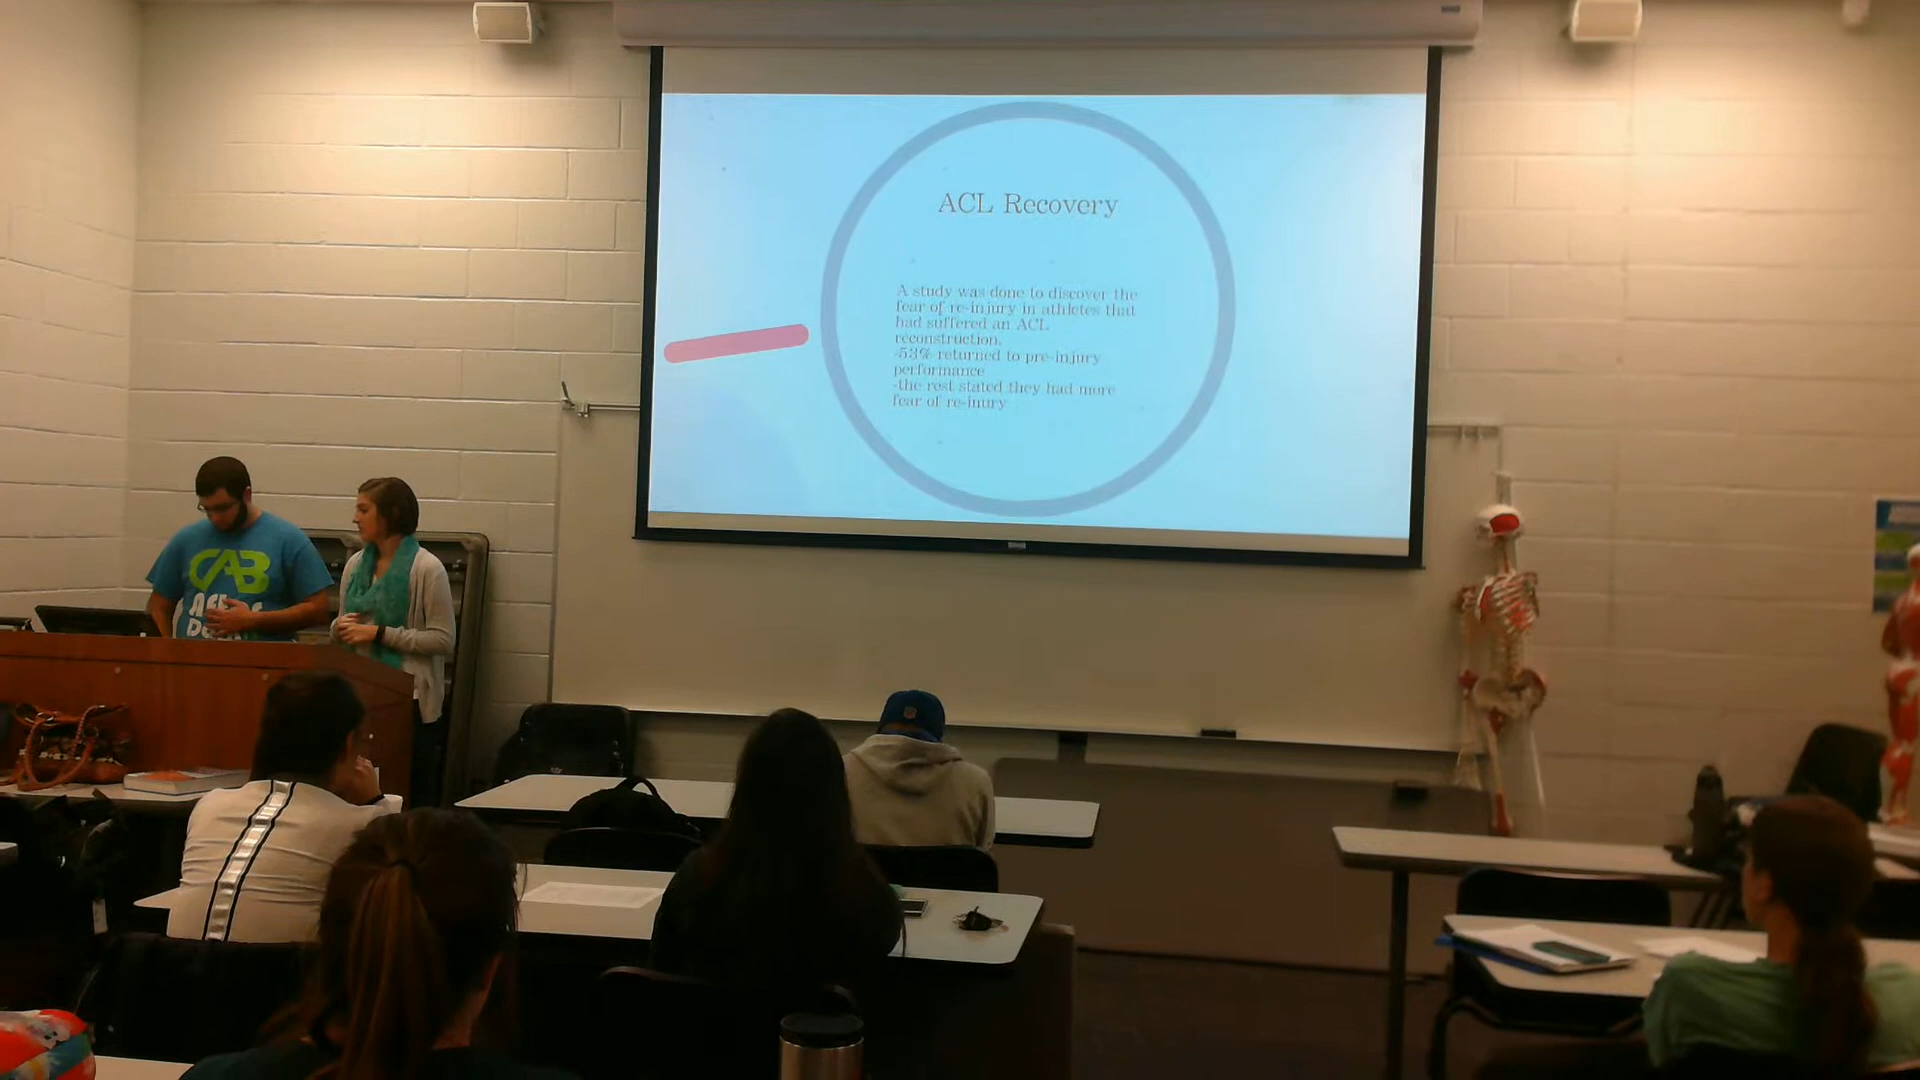 ACL Recovery
A study was done to discover the
fear of re-injury in athletes that
had suffered an ACL
reconstruction.
-53% returned to pre-injury
performance
-the rest stated they had more
fear of re-inury
CAB